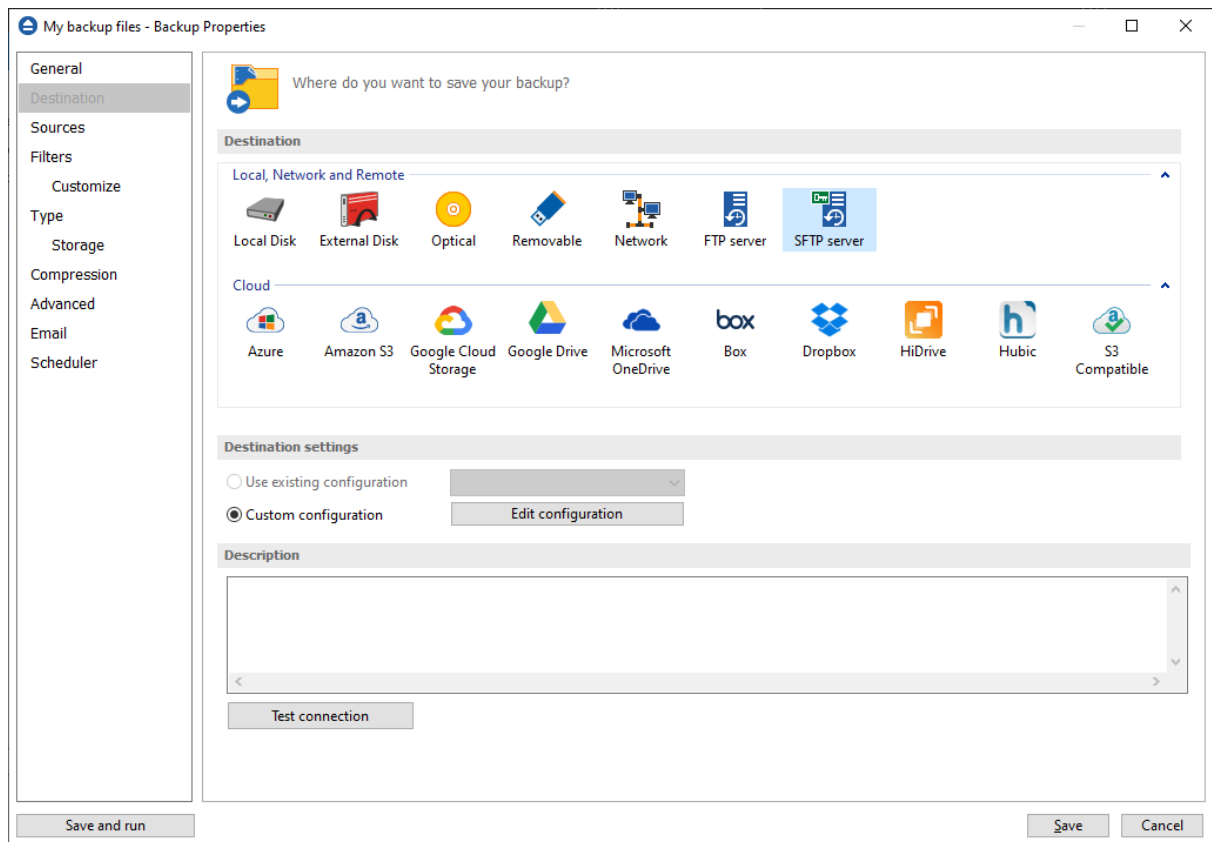 My backup files - Backup Properties
General
Destination
Sources
Filters
Customize
Type
Storage
Compression
Advanced
Email
Scheduler
Where do you want to save your backup?
Destination
Local, Network and Remote
Local Disk External Disk Optical Removable Network FTP server SFTP server
Cloud
a a
box h
Azure Amazon S3 Google Cloud Google Drive Microsoft Box Dropbox HiDrive Hubic S3
Storage OneDrive Compatible
Destination settings
Use existing configuration
Custom configuration Edit configuration
Description
Test connection
Save and run Save Cancel